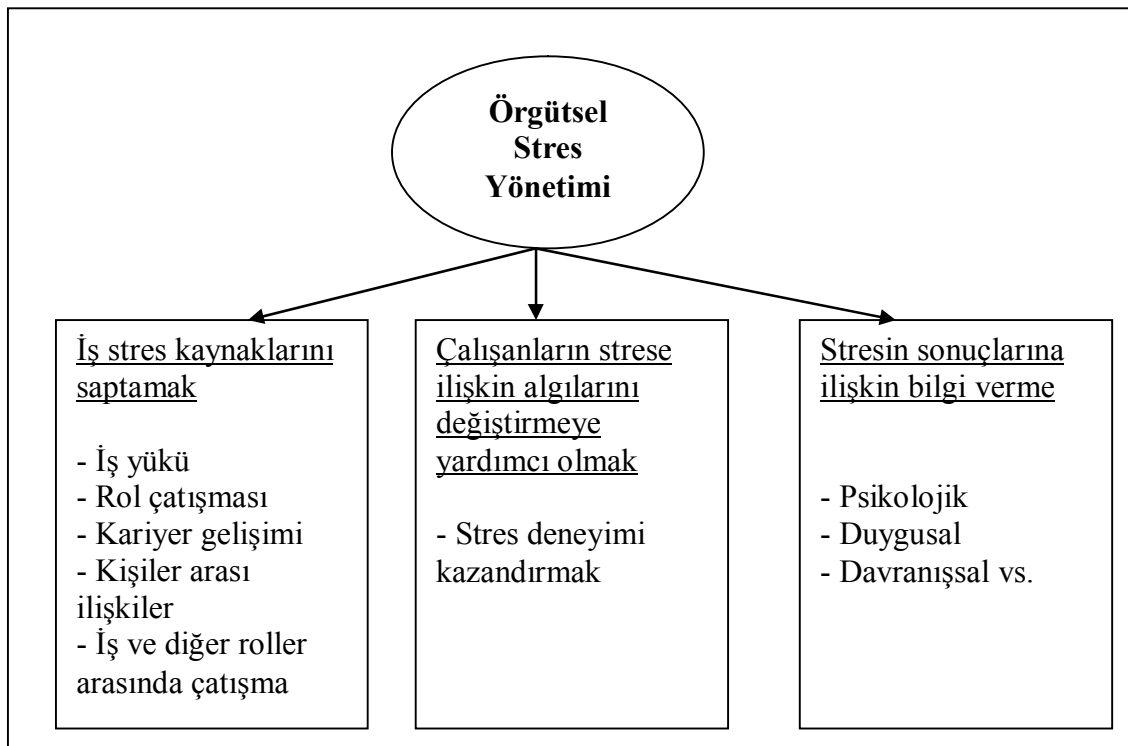 Örgütsel
Stres
Yönetimi
İş stres kaynaklarını
saptamak
- İş yükü
- Rol çatışması
- Kariyer gelişimi
- Kişiler arası
ilişkiler
- İş ve diğer roller
arasında çatışma
Çalışanların strese
ilişkin algılarını
değiştirmeye
yardımcı olmak
- Stres deneyimi
kazandırmak
Stresin sonuçlarına
ilişkin bilgi verme
- Psikolojik
- Duygusal
- Davranışsal vs.